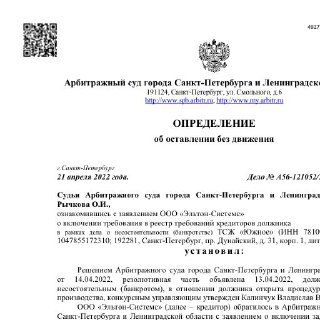 4927
Арбитражный суд города Санкт-Петербурга и Ленинградск
191124, Санкт-Петербург, ул. Смольного, д.6
http://www.spb.arbitr.ru, http://www.my.arbitr.ru
ОПРЕДЕЛЕНИЕ
об оставлении без движения
г.Санкт-Петербург
21 апреля 2022 года. Дело № А56-121052/
Судья Арбитражного суда города Санкт-Петербурга и Ленинград
Рычкова О.И.,
ознакомившись с заявлением ООО «Эльтон-Системс»
о включении требования в реестр требований кредиторов должника
в рамках дела о несостоятельности (банкротстве) ТСЖ «Южное» (ИНН 7810
1047855172310; 192281, Санкт-Петербург, пр. Дунайский, д. 31, корп. 1, лит
установил:
Решением Арбитражного суда города Санкт-Петербурга и Ленингра
от 14.04.2022, резолютивная часть объявлена 13.04.2022, долж
несостоятельным (банкротом), в отношении должника открыта процедур
производства, конкурсным управляющим утвержден Калинчук Владислав В
ООО «Эльтон-Системс» (далее – кредитор) обратилось в Арбитражн
Санкт-Петербурга и Ленинградской области с заявлением о включении за